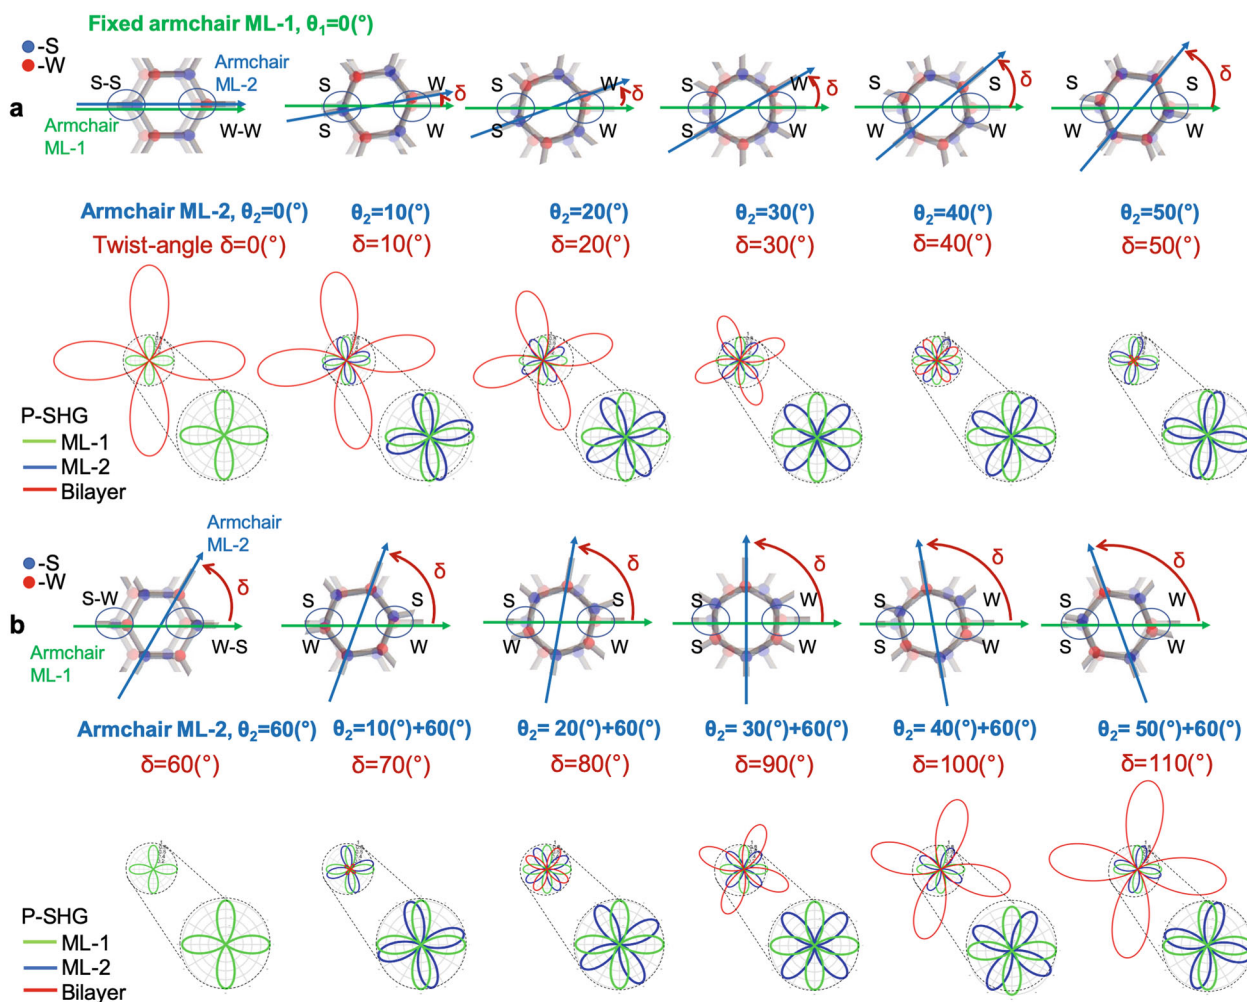 Fixed armchair ML-1, θ1=0(°)
-S
-W
a
S-S
Armchair
ML-2
Armchair
ML-1
W-W
S
W
δ
S
W
S
W
δ
S
W
S
W
δ
S
W
S
S
δ
W
W
S
S
δ
W
W
Armchair ML-2, θ2=0(°)
θ2=10(°)
θ2=20(°)
θ2=30(°)
θ2=40(°)
θ2=50(°)
Twist-angle δ=0(°)
δ=10(°)
δ=20(°)
δ=30(°)
δ=40(°)
δ=50(°)
P-SHG
ML-1
ML-2
Bilayer
-S
-W
b
Armchair
ML-2
S-W
δ
Armchair
ML-1
W-S
δ
S
S
W
W
δ
S
S
W
W
δ
S
W
S
W
δ
S
W
S
W
δ
S
W
S
W
Armchair ML-2, θ2=60(°)
θ2=10(°)+60(°)
θ2= 20(°)+60(°)
θ2= 30(°)+60(°)
θ2= 40(°)+60(°)
θ2= 50(°)+60(°)
δ=60(°)
δ=70(°)
δ=80(°)
δ=90(°)
δ=100(°)
δ=110(°)
P-SHG
ML-1
ML-2
Bilayer